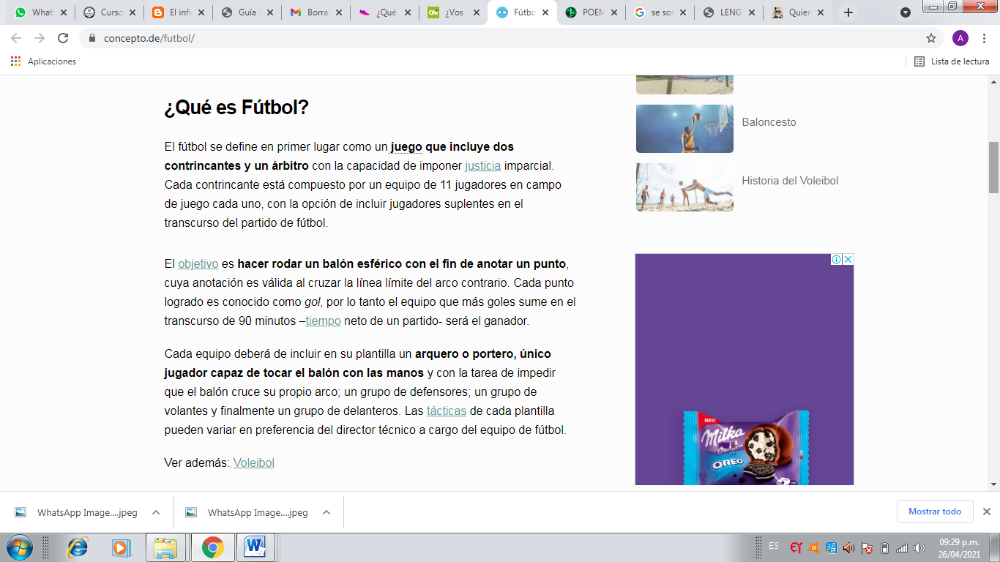 Whats
Curso
El infi
Guía
Borra
¿Qué
Ole
¿Vos
Fútbo
POEM
se so
LENG
Quier
concepto.de/futbol/
A
Aplicaciones
Lista de lectura
¿Qué es Fútbol?
El fútbol se define en primer lugar como un juego que incluye dos
contrincantes y un árbitro con la capacidad de imponer justicia imparcial.
Cada contrincante está compuesto por un equipo de 11 jugadores en campo
de juego cada uno, con la opción de incluir jugadores suplentes en el
transcurso del partido de fútbol.
El objetivo es hacer rodar un balón esférico con el fin de anotar un punto,
cuya anotación es válida al cruzar la línea límite del arco contrario. Cada punto
logrado es conocido como gol, por lo tanto el equipo que más goles sume en el
transcurso de 90 minutos –tiempo neto de un partido- será el ganador.
Cada equipo deberá de incluir en su plantilla un arquero o portero, único
jugador capaz de tocar el balón con las manos y con la tarea de impedir
que el balón cruce su propio arco; un grupo de defensores; un grupo de
volantes y finalmente un grupo de delanteros. Las tácticas de cada plantilla
pueden variar en preferencia del director técnico a cargo del equipo de fútbol.
Ver además: Voleibol
Baloncesto
Historia del Voleibol
NUEVO
Milka
OREO
WhatsApp Image....jpeg
WhatsApp Image....jpeg
Mostrar todo
ES
09:29 p.m.
26/04/2021